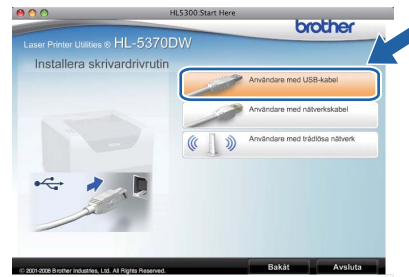 HL5300:Start Here
brother
Laser Printer Utilities ® HL-5370DW
Installera skrivardrivrutin
Användare med USB-kabel
Användare med nätverkskabel
Användare med trådlösa nätverk
© 2001-2008 Brother Industries, Ltd. All Rights Reserved.
Bakåt
Avsluta